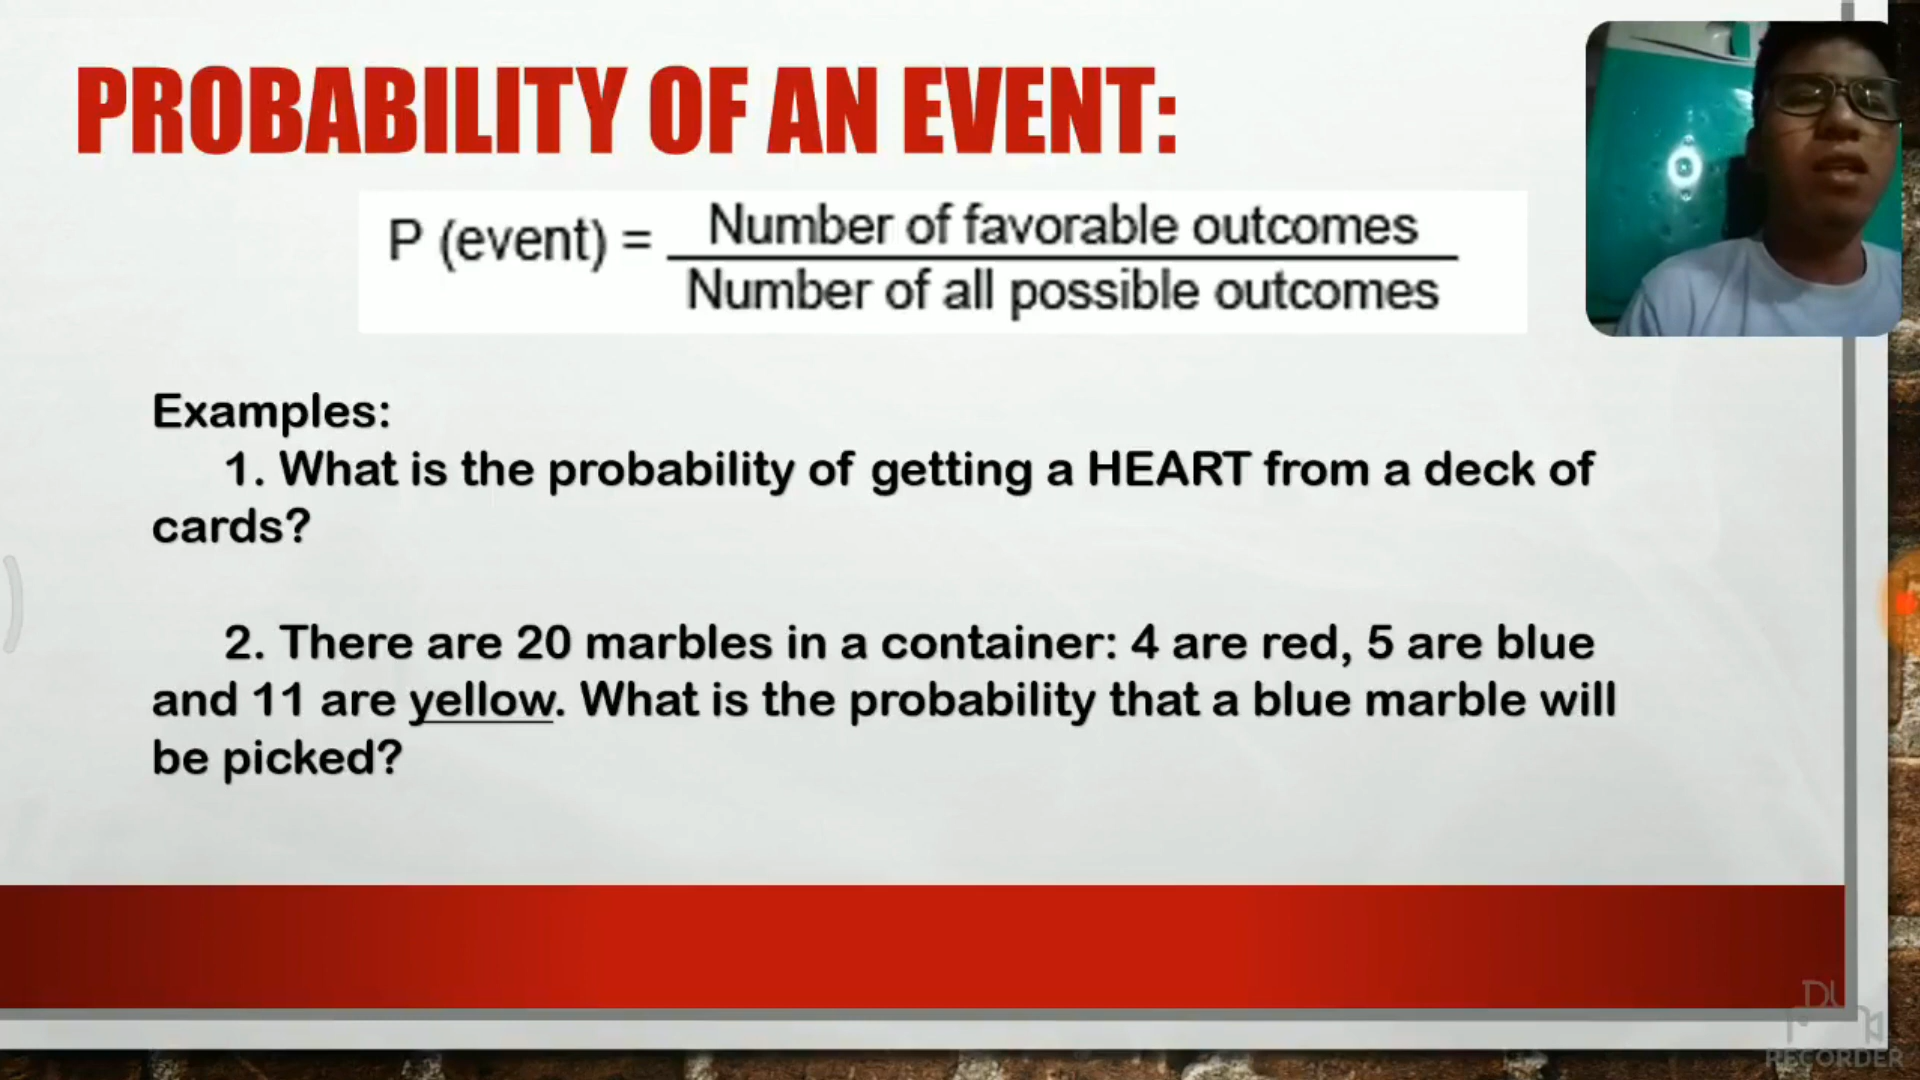 PROBABILITY OF AN EVENT:
P (event) = Number of favorable outcomes
Number of all possible outcomes
Examples:
1. What is the probability of getting a HEART from a deck of
cards?
2. There are 20 marbles in a container: 4 are red, 5 are blue
and 11 are yellow. What is the probability that a blue marble will
be picked?
DU
RECORDER